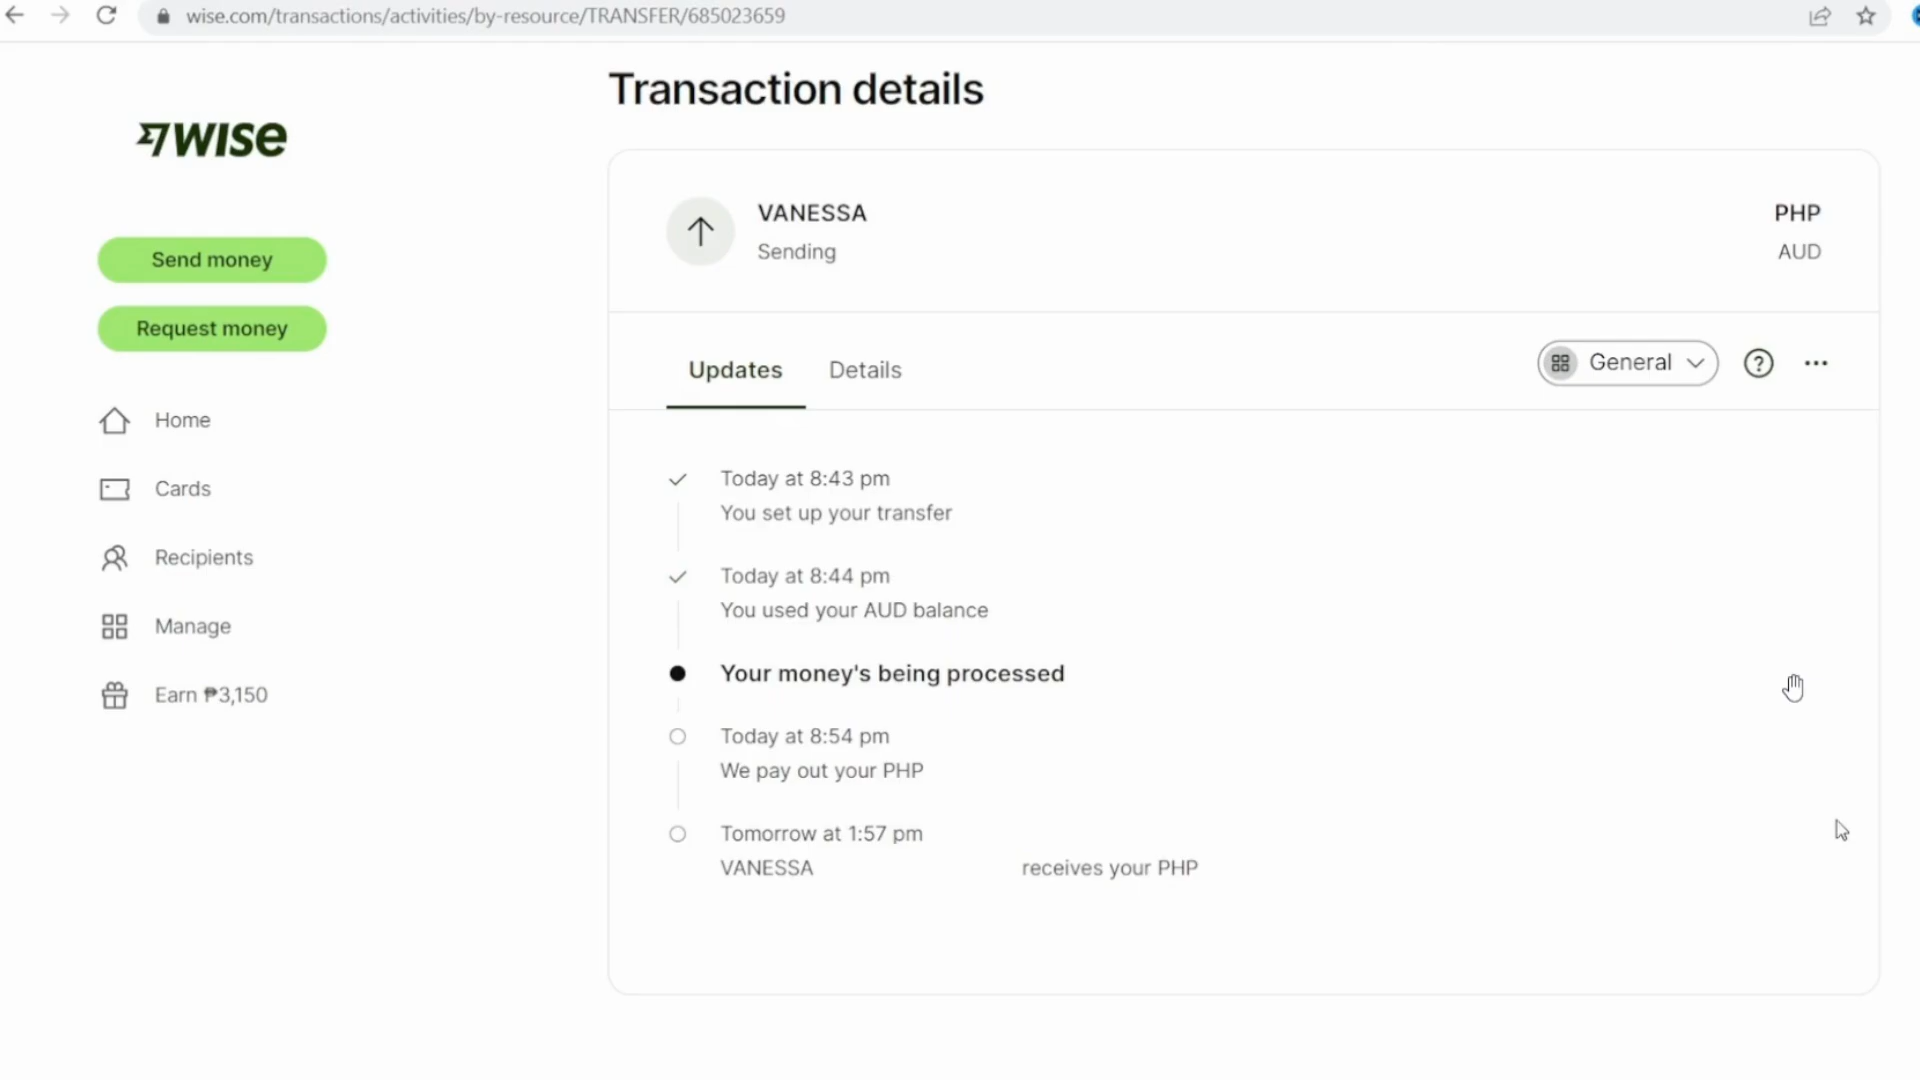 wise.com/transactions/activities/by-resource/TRANSFER/685023659
Transaction details
WISE
Send money
Request money
Home
Cards
Recipients
Manage
Earn ₱3,150
VANESSA
Sending
PHP
AUD
Updates
Details
General
Today at 8:43 pm
You set up your transfer
Today at 8:44 pm
You used your AUD balance
Your money's being processed
Today at 8:54 pm
We pay out your PHP
Tomorrow at 1:57 pm
VANESSA receives your PHP